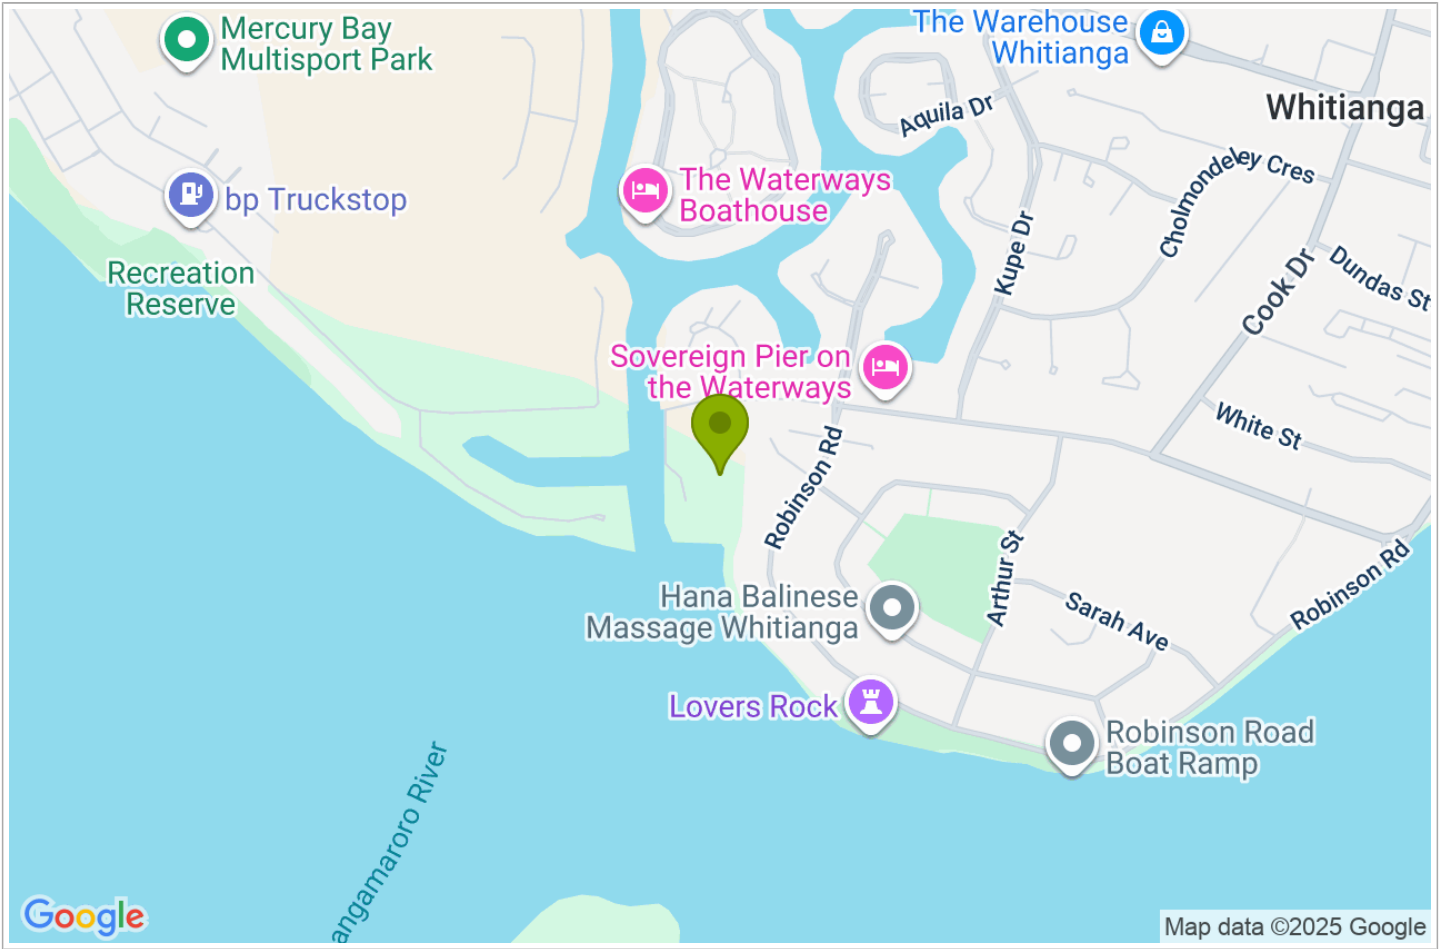 Mercury Bay
Multisport Park
The Warehouse
Whitianga
Whitianga
Aquila Dr
Cholmondeley Cres
bp Truckstop
The Waterways
Boathouse
Kupe Dr
Cook Dr
Dundas St
Recreation
Reserve
Sovereign Pier on
the Waterways
White St
Robinson Rd
Arthur St
Robinson Rd
Hana Balinese
Massage Whitianga
Sarah Ave
Lovers Rock
Robinson Road
Boat Ramp
angamaroro River
Google
Map data ©2025 Google